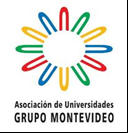 Asociación de Universidades
GRUPO MONTEVIDEO